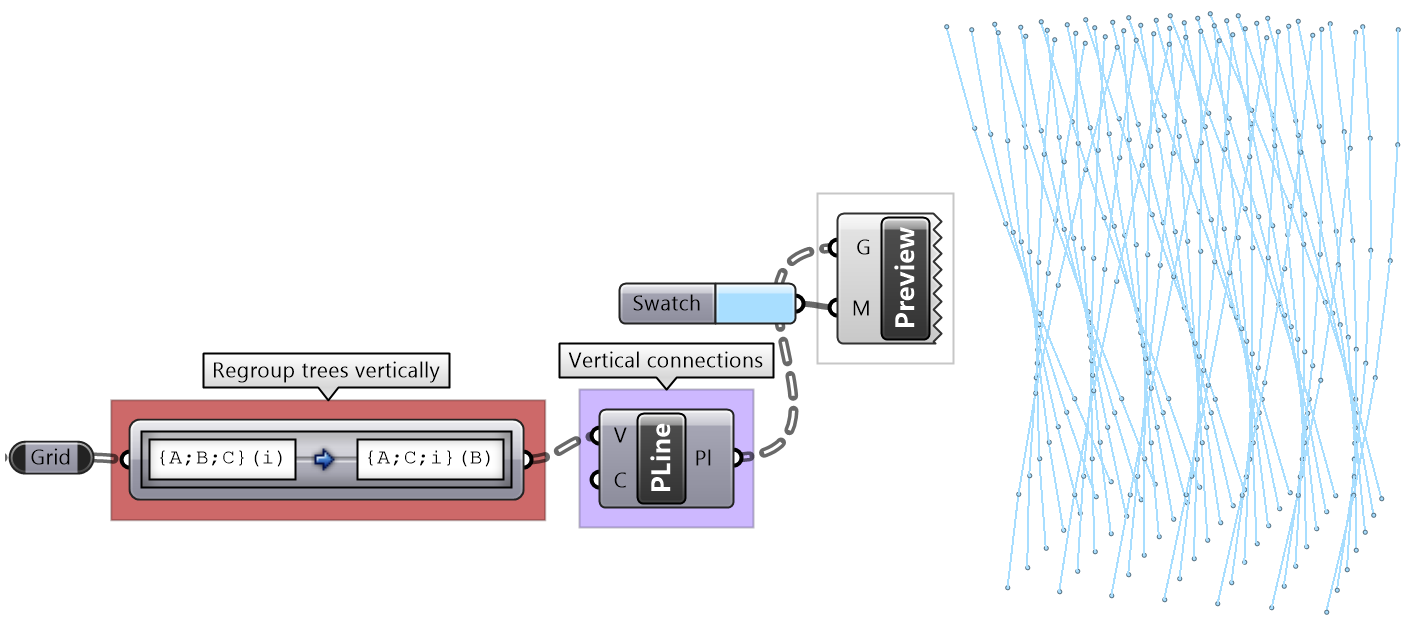 Grid
Regroup trees vertically
{A;B;C}(i)
{A;C;i}(B)
Vertical connections
V
C
PLine
Pl
Swatch
G
M
Preview